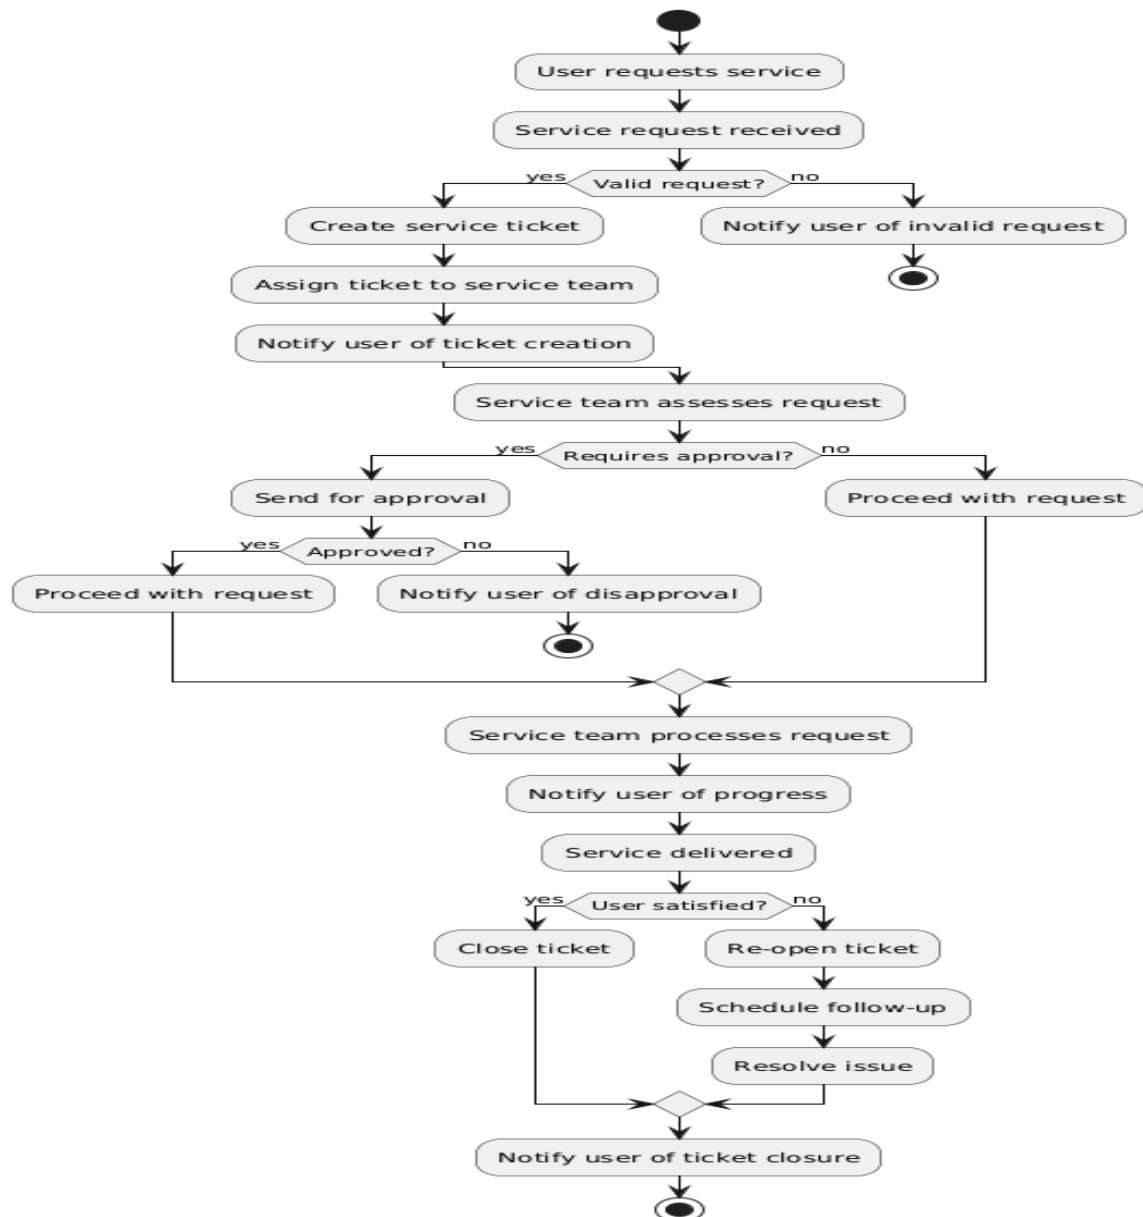 User requests service
Service request received
yes
Valid request?
no
Create service ticket
Notify user of invalid request
Assign ticket to service team
Notify user of ticket creation
Service team assesses request
yes
Requires approval?
no
Send for approval
Proceed with request
yes
Approved?
no
Proceed with request
Notify user of disapproval
Service team processes request
Notify user of progress
Service delivered
yes
User satisfied?
no
Close ticket
Re-open ticket
Schedule follow-up
Resolve issue
Notify user of ticket closure